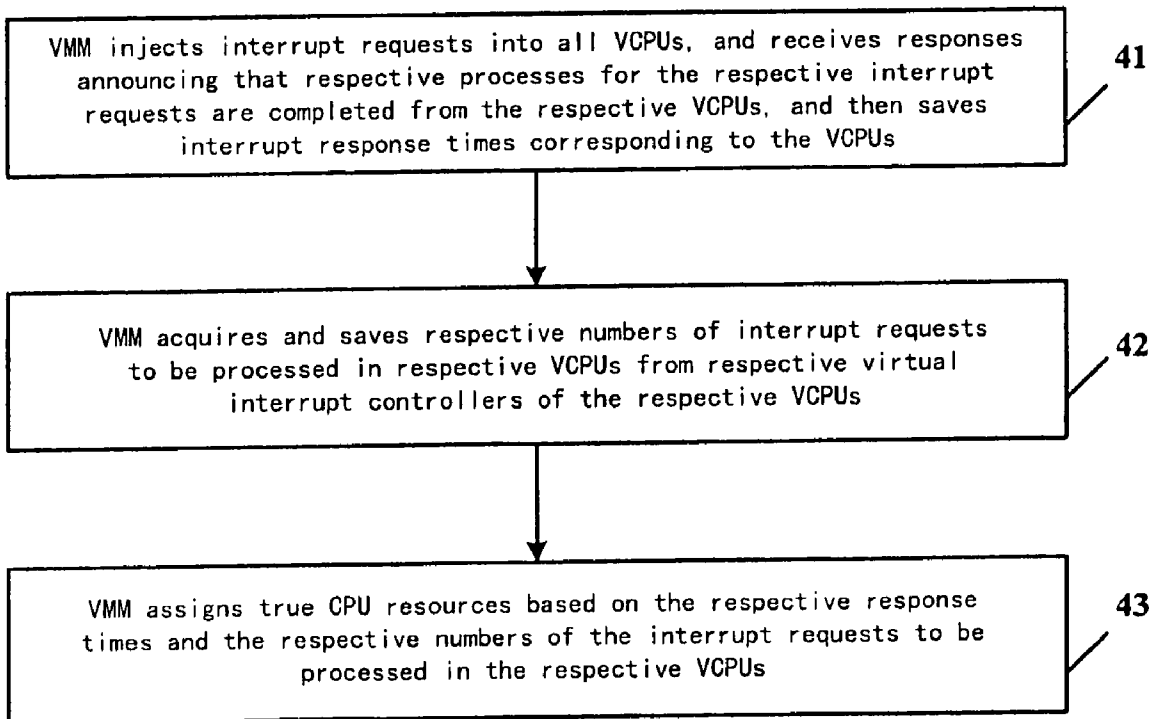 VMM injects interrupt requests into all VCPUs, and receives responses
announcing that respective processes for the respective interrupt
requests are completed from the respective VCPUs, and then saves
interrupt response times corresponding to the VCPUs
41
VMM acquires and saves respective numbers of interrupt requests
to be processed in respective VCPUs from respective virtual
interrupt controllers of the respective VCPUs
42
VMM assigns true CPU resources based on the respective response
times and the respective numbers of the interrupt requests to be
processed in the respective VCPUs
43